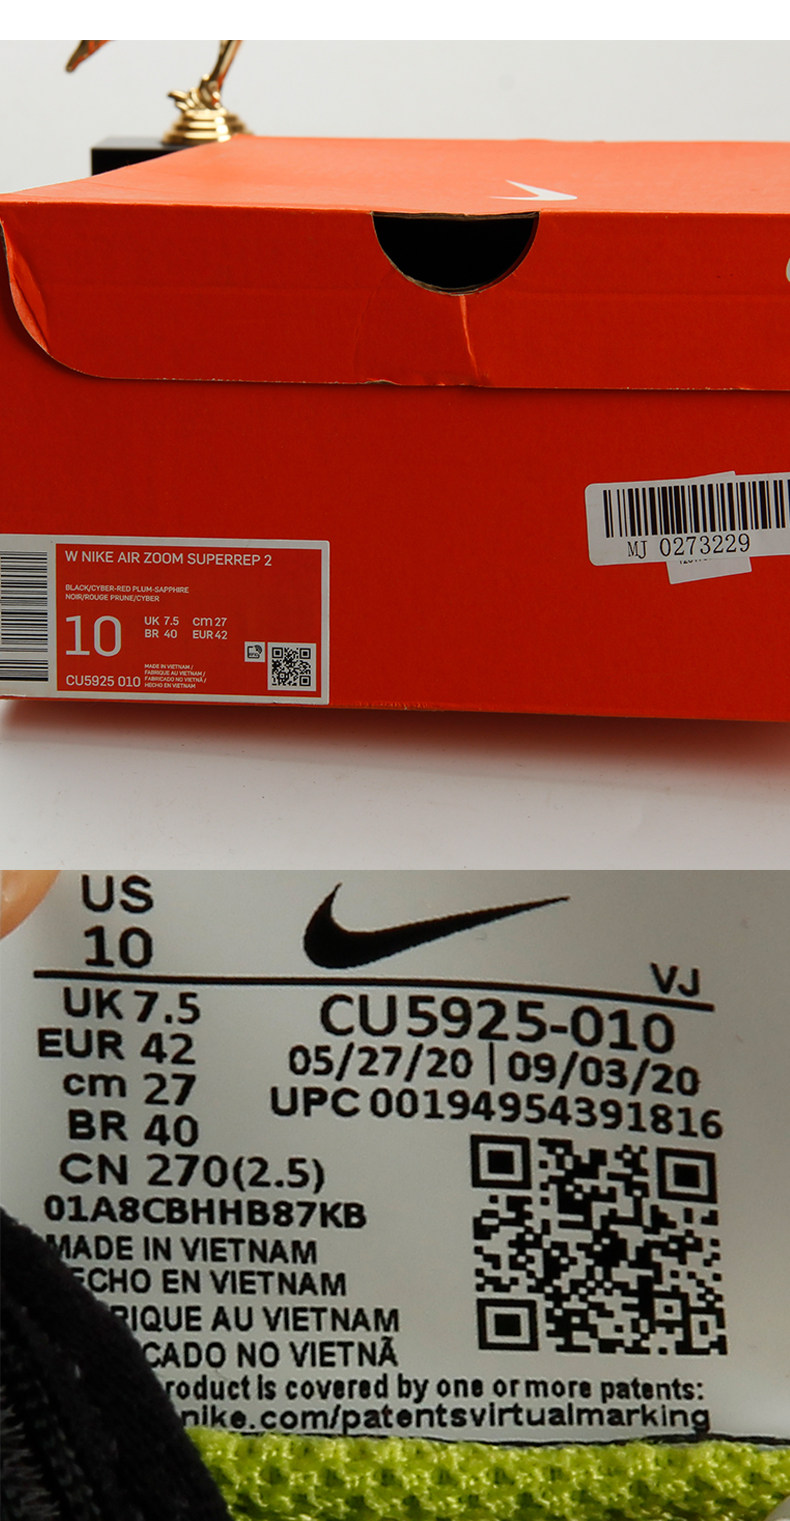 W NIKE AIR ZOOM SUPERREP 2
BLACK/CYBER-RED PLUM-SAPPHIRE
NOIR/ROUGE PRUNE/CYBER
10
UK 7.5 cm 27
BR 40 EUR 42
CU5925 010
MADE IN VIETNAM /
FABRIQUE AU VIETNAM /
FABRICADO NO VIETNÃ /
HECHO EN VIETNAM
MJ 0273229
US
10
VJ
UK 7.5
EUR 42
cm 27
BR 40
CN 270(2.5)
01A8CBHHB87KB
CU5925-010
05/27/20 | 09/03/20
UPC 00194954391816
MADE IN VIETNAM
ECHO EN VIETNAM
RIQUE AU VIETNAM
CADO NO VIETNÃ
roduct is covered by one or more patents:
nike.com/patentsvirtualmarking